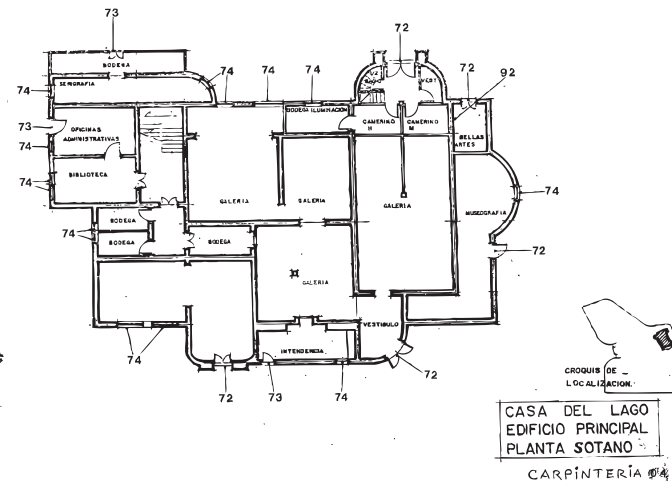 73
72
BODEGA
74
74
74
72
92
SERIGRAFIA
74
VEST
BODEGA ILUMINACION
73
OFICINAS
ADMINISTRATIVAS
CAMERINO
H
CAMERINO
M
BELLAS
ARTES
74
BIBLIOTECA
74
GALERIA
GALERIA
GALERIA
MUSEOGRAFIA
74
BODEGA
74
BODEGA
BODEGA
72
GALERIA
VESTIBULO
INTENDENCIA
74
72
73
74
72
CROQUIS DE
LOCALIZACION.
CASA DEL LAGO
EDIFICIO PRINCIPAL
PLANTA SOTANO
CARPINTERIA